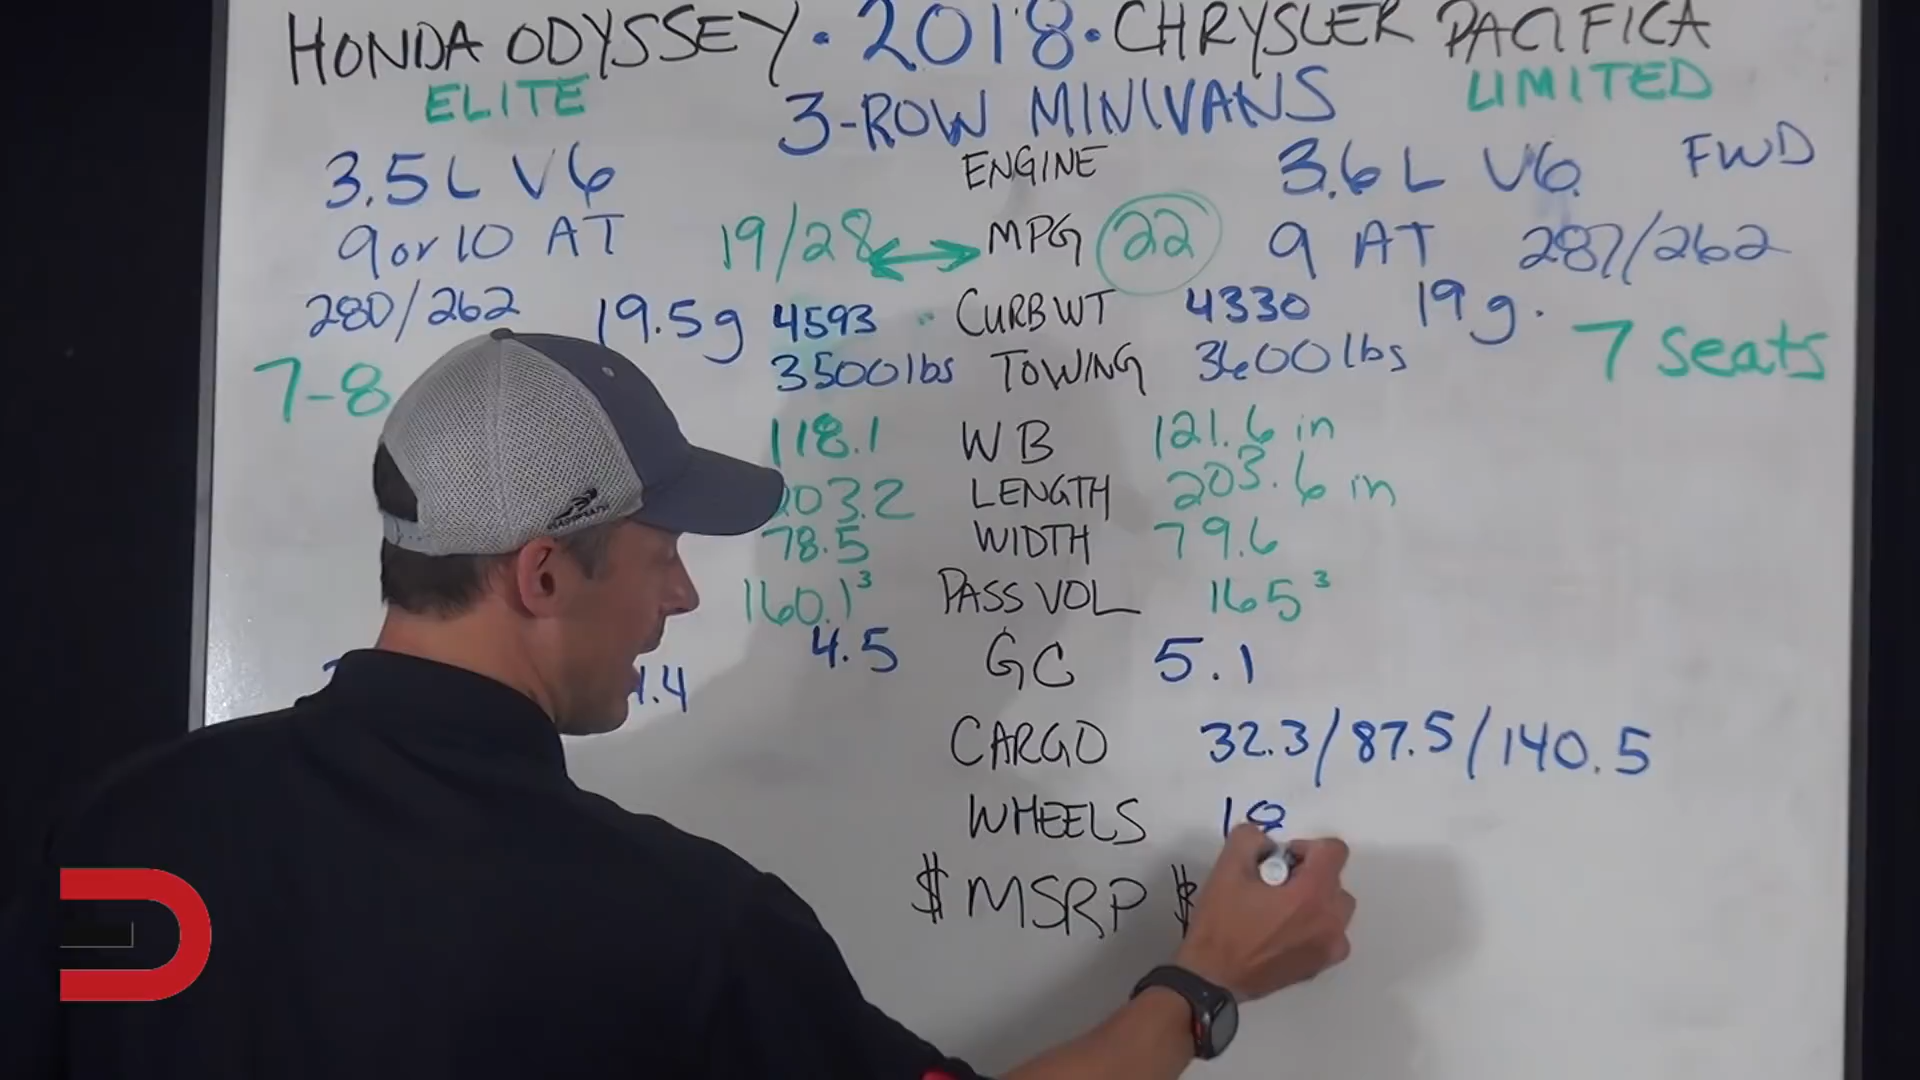 HONDA ODYSSEY · 2018 · CHRYSLER PACIFICA
ELITE 3-ROW MINIVANS LIMITED
3.5L V6 ENGINE 3.6L V6 FWD
9 or 10 AT 19/28 MPG 22 9 AT 287/262
280/262 19.5g 4593 CURB WT 4330 19g.
7-8 3500lbs TOWING 3600lbs 7 seats
118.1 WB 121.6 in
203.2 LENGTH 203.6 in
78.5 WIDTH 79.6
160.1³ PASS VOL 165³
4.5 GC 5.1
.4
CARGO 32.3/87.5/140.5
WHEELS 18
$ MSRP $